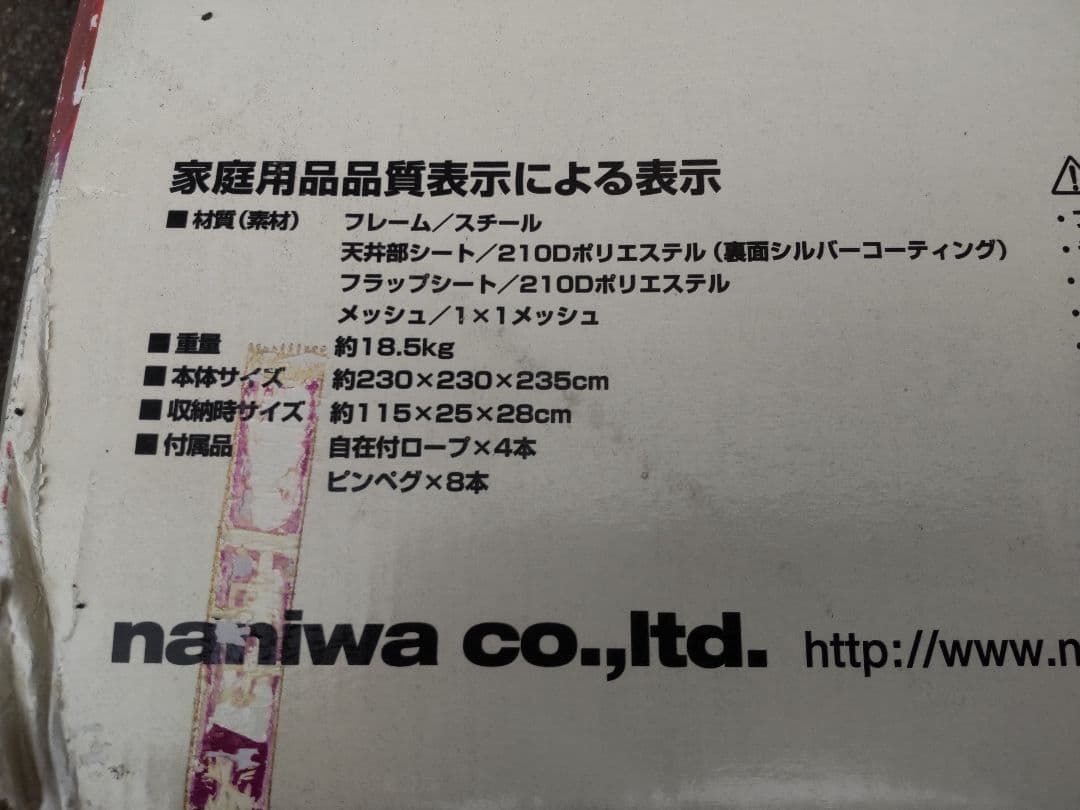 家庭用品品質表示による表示
■ 材質（素材） フレーム／スチール
天井部シート／210Dポリエステル（裏面シルバーコーティング）
フラップシート／210Dポリエステル
メッシュ／1×1メッシュ
■ 重量 約18.5kg
■ 本体サイズ 約230×230×235cm
■ 収納時サイズ 約115×25×28cm
■ 付属品 自在付ロープ×4本
ピンペグ×8本
naniwa co.,ltd. http://www.n